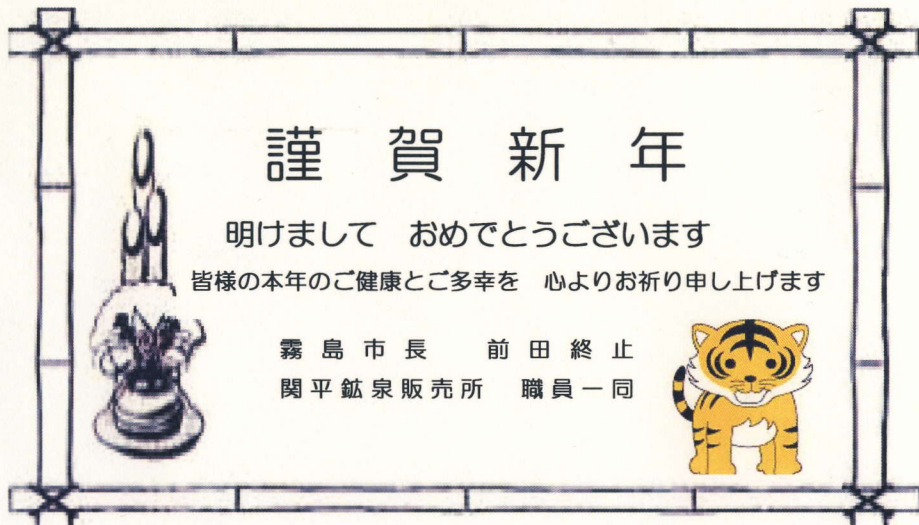 謹賀新年
明けまして　おめでとうございます
皆様の本年のご健康とご多幸を　心よりお祈り申し上げます
霧島市長　前田終止
関平鉱泉販売所　職員一同